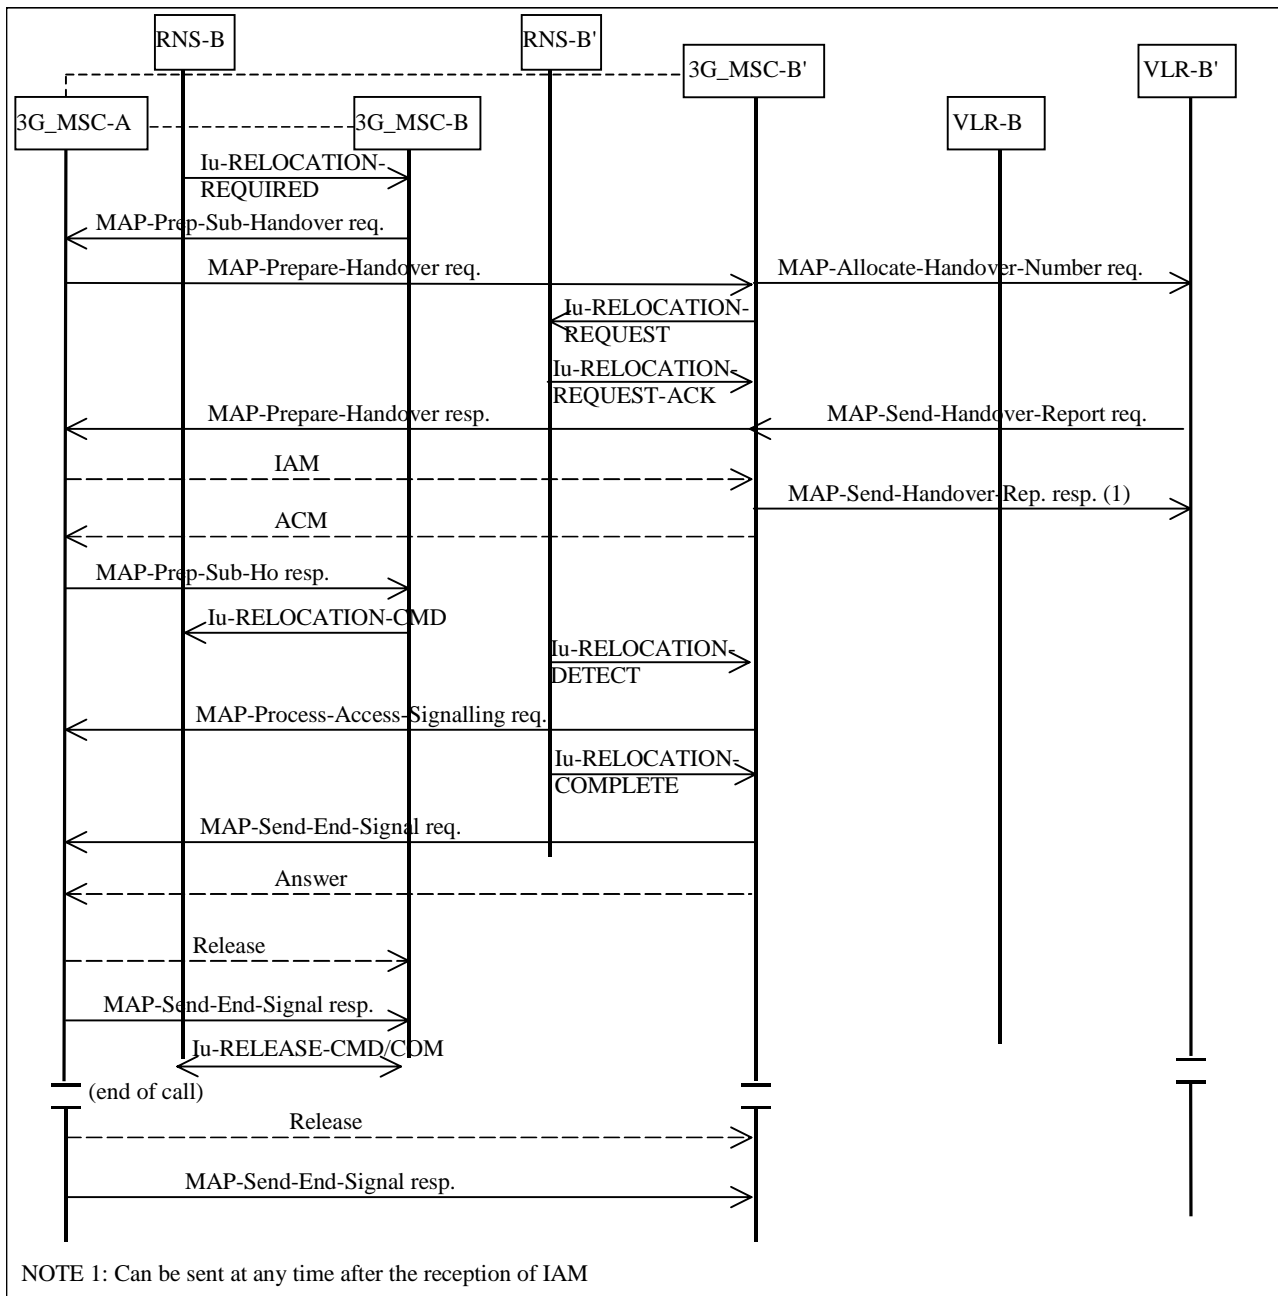 RNS-B
RNS-B'
3G_MSC-B'
VLR-B'
3G_MSC-A
3G_MSC-B
VLR-B
Iu-RELOCATION-
REQUIRED
MAP-Prep-Sub-Handover req.
MAP-Prepare-Handover req.
MAP-Allocate-Handover-Number req.
Iu-RELOCATION-
REQUEST
Iu-RELOCATION-
REQUEST-ACK
MAP-Prepare-Handover resp.
MAP-Send-Handover-Report req.
IAM
MAP-Send-Handover-Rep. resp. (1)
ACM
MAP-Prep-Sub-Ho resp.
Iu-RELOCATION-CMD
Iu-RELOCATION-
DETECT
MAP-Process-Access-Signalling req.
Iu-RELOCATION-
COMPLETE
MAP-Send-End-Signal req.
Answer
Release
MAP-Send-End-Signal resp.
Iu-RELEASE-CMD/COM
(end of call)
Release
MAP-Send-End-Signal resp.
NOTE 1: Can be sent at any time after the reception of IAM